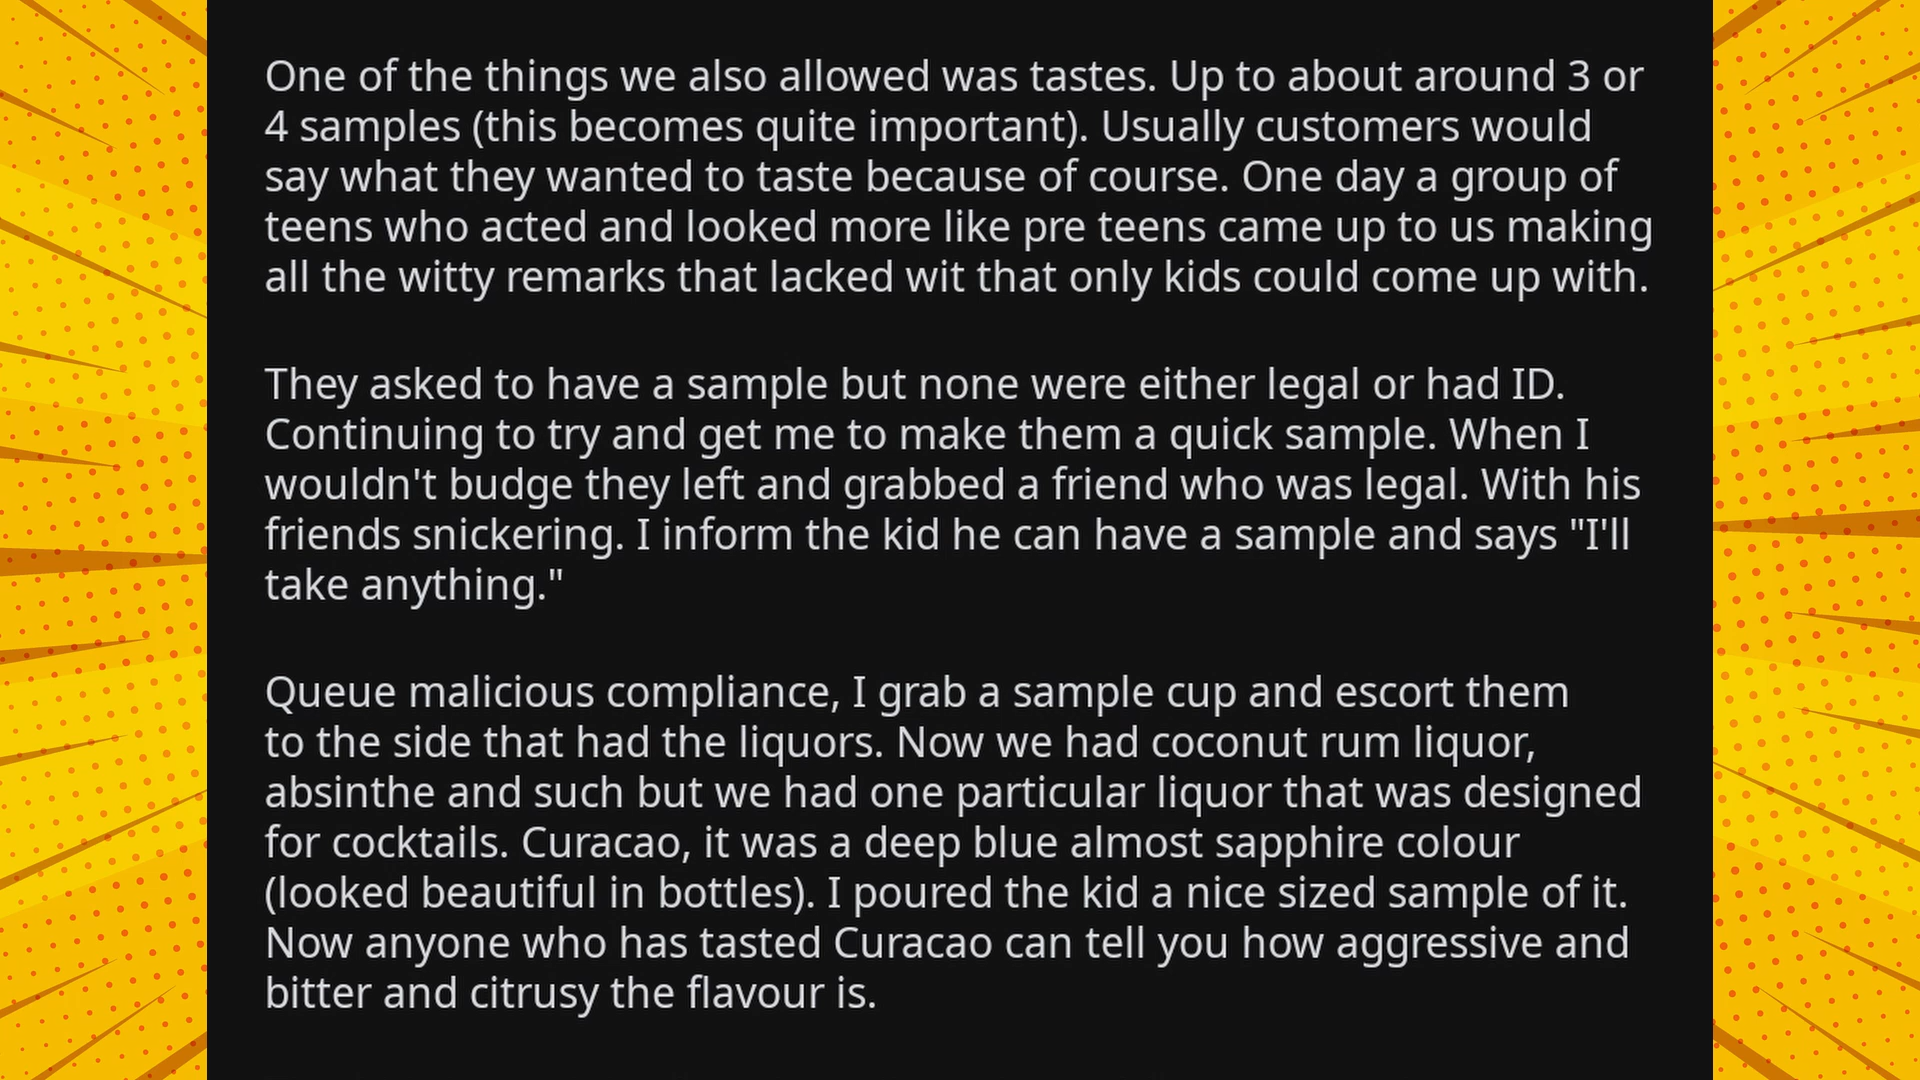 One of the things we also allowed was tastes. Up to about around 3 or
4 samples (this becomes quite important). Usually customers would
say what they wanted to taste because of course. One day a group of
teens who acted and looked more like pre teens came up to us making
all the witty remarks that lacked wit that only kids could come up with.
They asked to have a sample but none were either legal or had ID.
Continuing to try and get me to make them a quick sample. When I
wouldn't budge they left and grabbed a friend who was legal. With his
friends snickering. I inform the kid he can have a sample and says "I'll
take anything."
Queue malicious compliance, I grab a sample cup and escort them
to the side that had the liquors. Now we had coconut rum liquor,
absinthe and such but we had one particular liquor that was designed
for cocktails. Curacao, it was a deep blue almost sapphire colour
(looked beautiful in bottles). I poured the kid a nice sized sample of it.
Now anyone who has tasted Curacao can tell you how aggressive and
bitter and citrusy the flavour is.